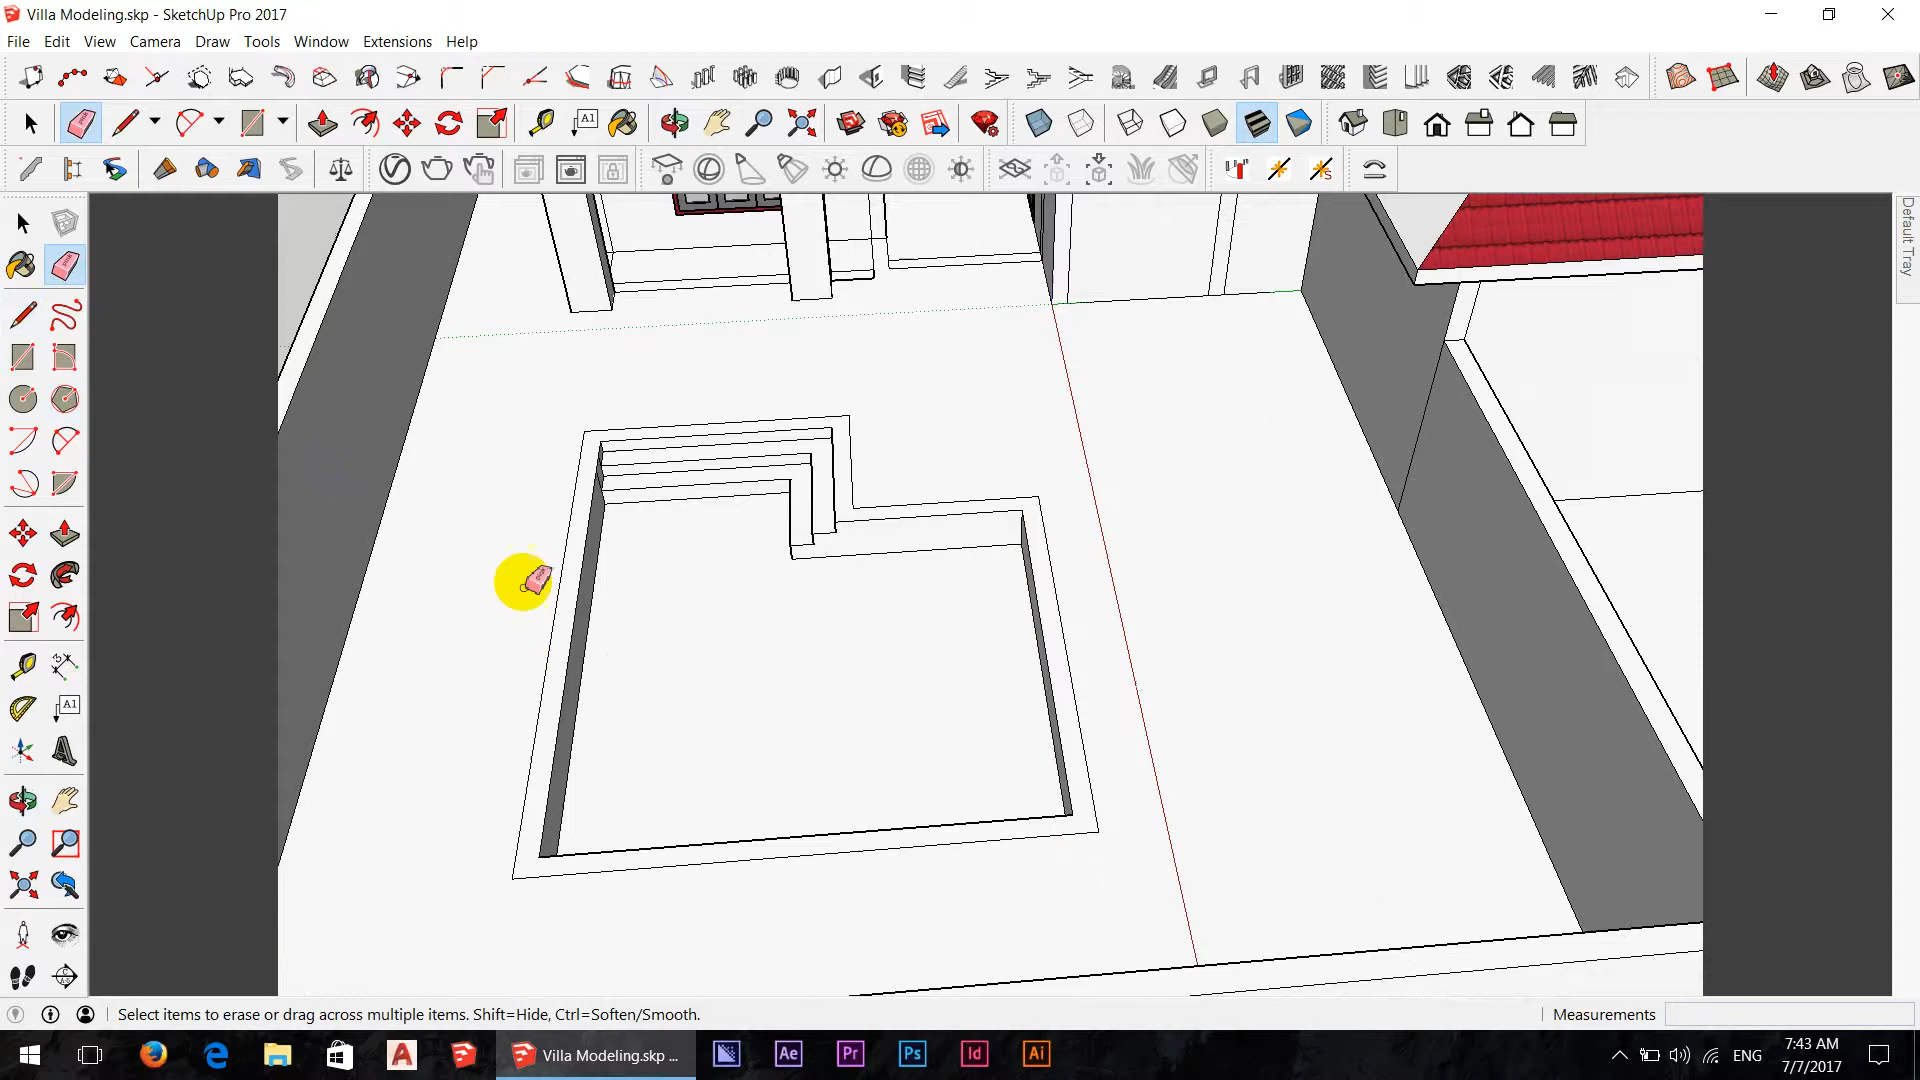 Villa Modeling.skp - SketchUp Pro 2017
File Edit View Camera Draw Tools Window Extensions Help
A1
Default Tray
A1
Select items to erase or drag across multiple items. Shift=Hide, Ctrl=Soften/Smooth.
Measurements
Villa Modeling.skp ...
Ae
Pr
Ps
Id
Ai
ENG
7:43 AM
7/7/2017